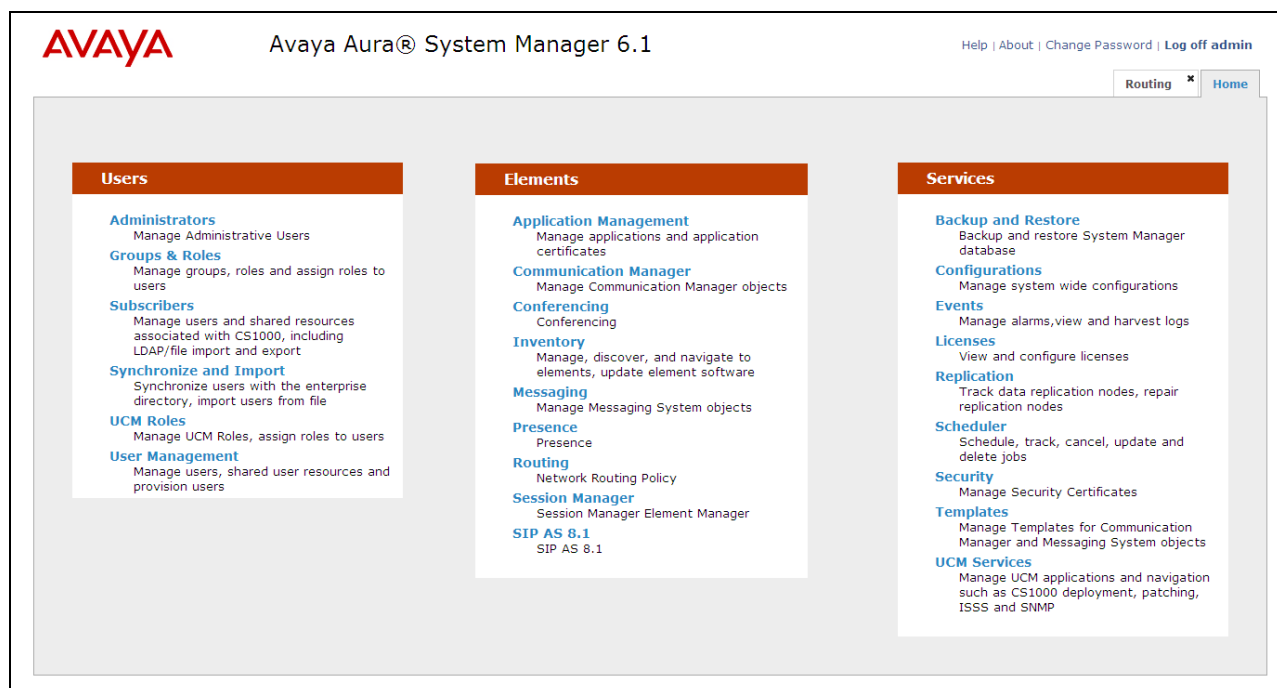 AVAYA
Avaya Aura® System Manager 6.1
Help | About | Change Password | Log off admin
Routing × Home
Users
Administrators
Manage Administrative Users
Groups & Roles
Manage groups, roles and assign roles to
users
Subscribers
Manage users and shared resources
associated with CS1000, including
LDAP/file import and export
Synchronize and Import
Synchronize users with the enterprise
directory, import users from file
UCM Roles
Manage UCM Roles, assign roles to users
User Management
Manage users, shared user resources and
provision users
Elements
Application Management
Manage applications and application
certificates
Communication Manager
Manage Communication Manager objects
Conferencing
Conferencing
Inventory
Manage, discover, and navigate to
elements, update element software
Messaging
Manage Messaging System objects
Presence
Presence
Routing
Network Routing Policy
Session Manager
Session Manager Element Manager
SIP AS 8.1
SIP AS 8.1
Services
Backup and Restore
Backup and restore System Manager
database
Configurations
Manage system wide configurations
Events
Manage alarms,view and harvest logs
Licenses
View and configure licenses
Replication
Track data replication nodes, repair
replication nodes
Scheduler
Schedule, track, cancel, update and
delete jobs
Security
Manage Security Certificates
Templates
Manage Templates for Communication
Manager and Messaging System objects
UCM Services
Manage UCM applications and navigation
such as CS1000 deployment, patching,
ISSS and SNMP